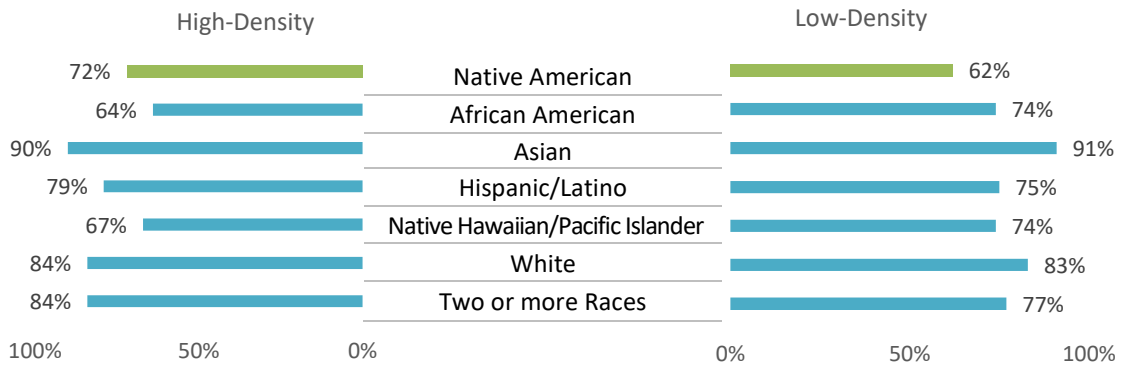 High-Density Low-Density
72% Native American 62%
64% African American 74%
90% Asian 91%
79% Hispanic/Latino 75%
67% Native Hawaiian/Pacific Islander 74%
84% White 83%
84% Two or more Races 77%
100% 50% 0% 0% 50% 100%